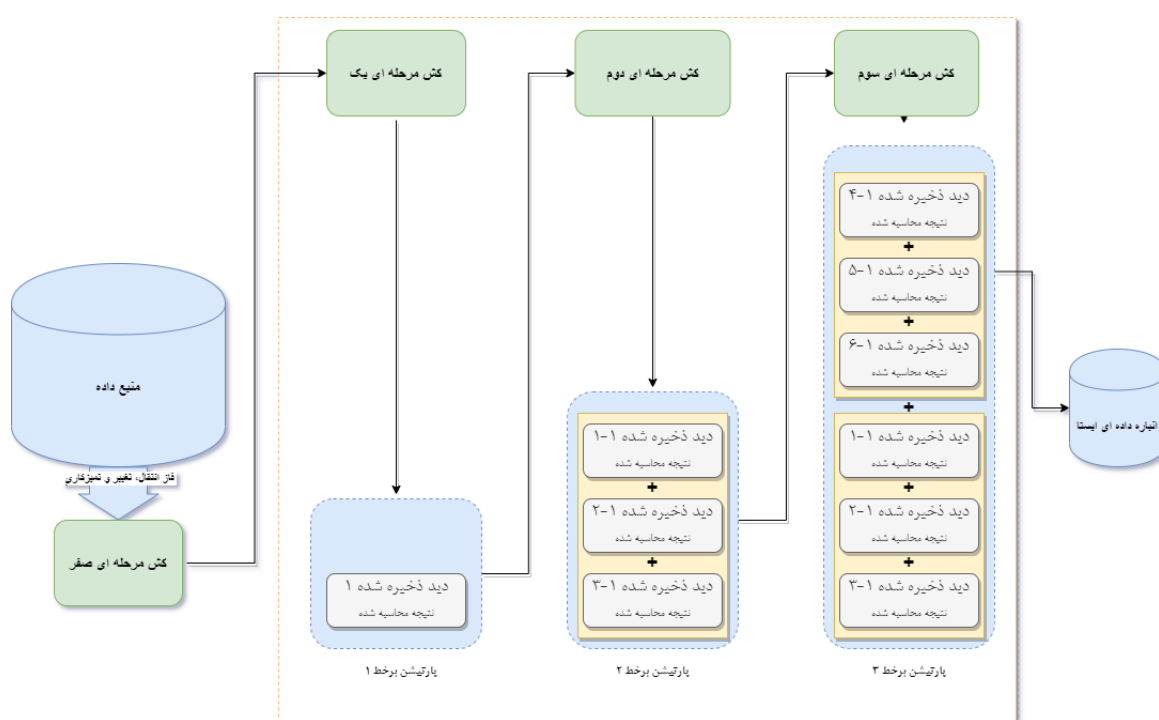 کش مرحله ای یک
کش مرحله ای دوم
کش مرحله ای سوم
دید ذخیره شده ۱-۴
نتیجه محاسبه شده
+
دید ذخیره شده ۱-۵
نتیجه محاسبه شده
+
دید ذخیره شده ۱-۶
نتیجه محاسبه شده
+
دید ذخیره شده ۱-۱
نتیجه محاسبه شده
+
دید ذخیره شده ۱-۲
نتیجه محاسبه شده
+
دید ذخیره شده ۱-۳
نتیجه محاسبه شده
پارتیشن برخط ۳
دید ذخیره شده ۱-۱
نتیجه محاسبه شده
+
دید ذخیره شده ۱-۲
نتیجه محاسبه شده
+
دید ذخیره شده ۱-۳
نتیجه محاسبه شده
پارتیشن برخط ۲
دید ذخیره شده ۱
نتیجه محاسبه شده
پارتیشن برخط ۱
منبع داده
فاز انتقال، تغییر و تمیزکاری
کش مرحله ای صفر
انباره داده ای ایستا